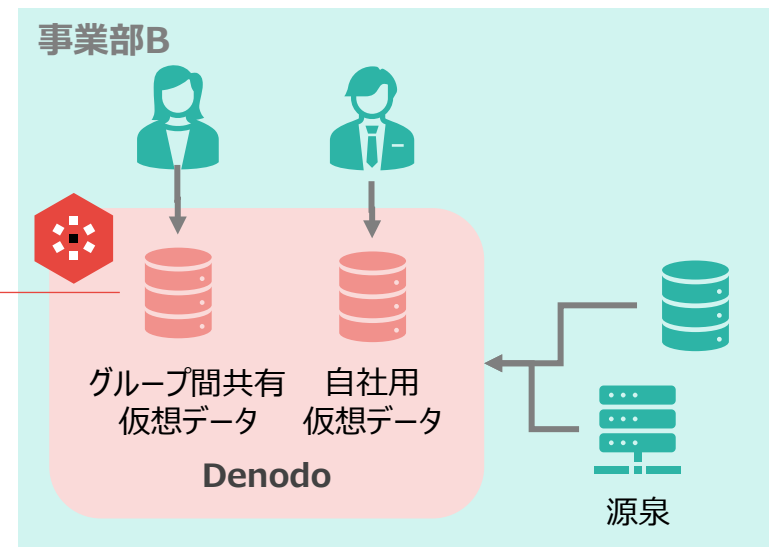 事業部B
グループ間共有
仮想データ
自社用
仮想データ
Denodo
源泉